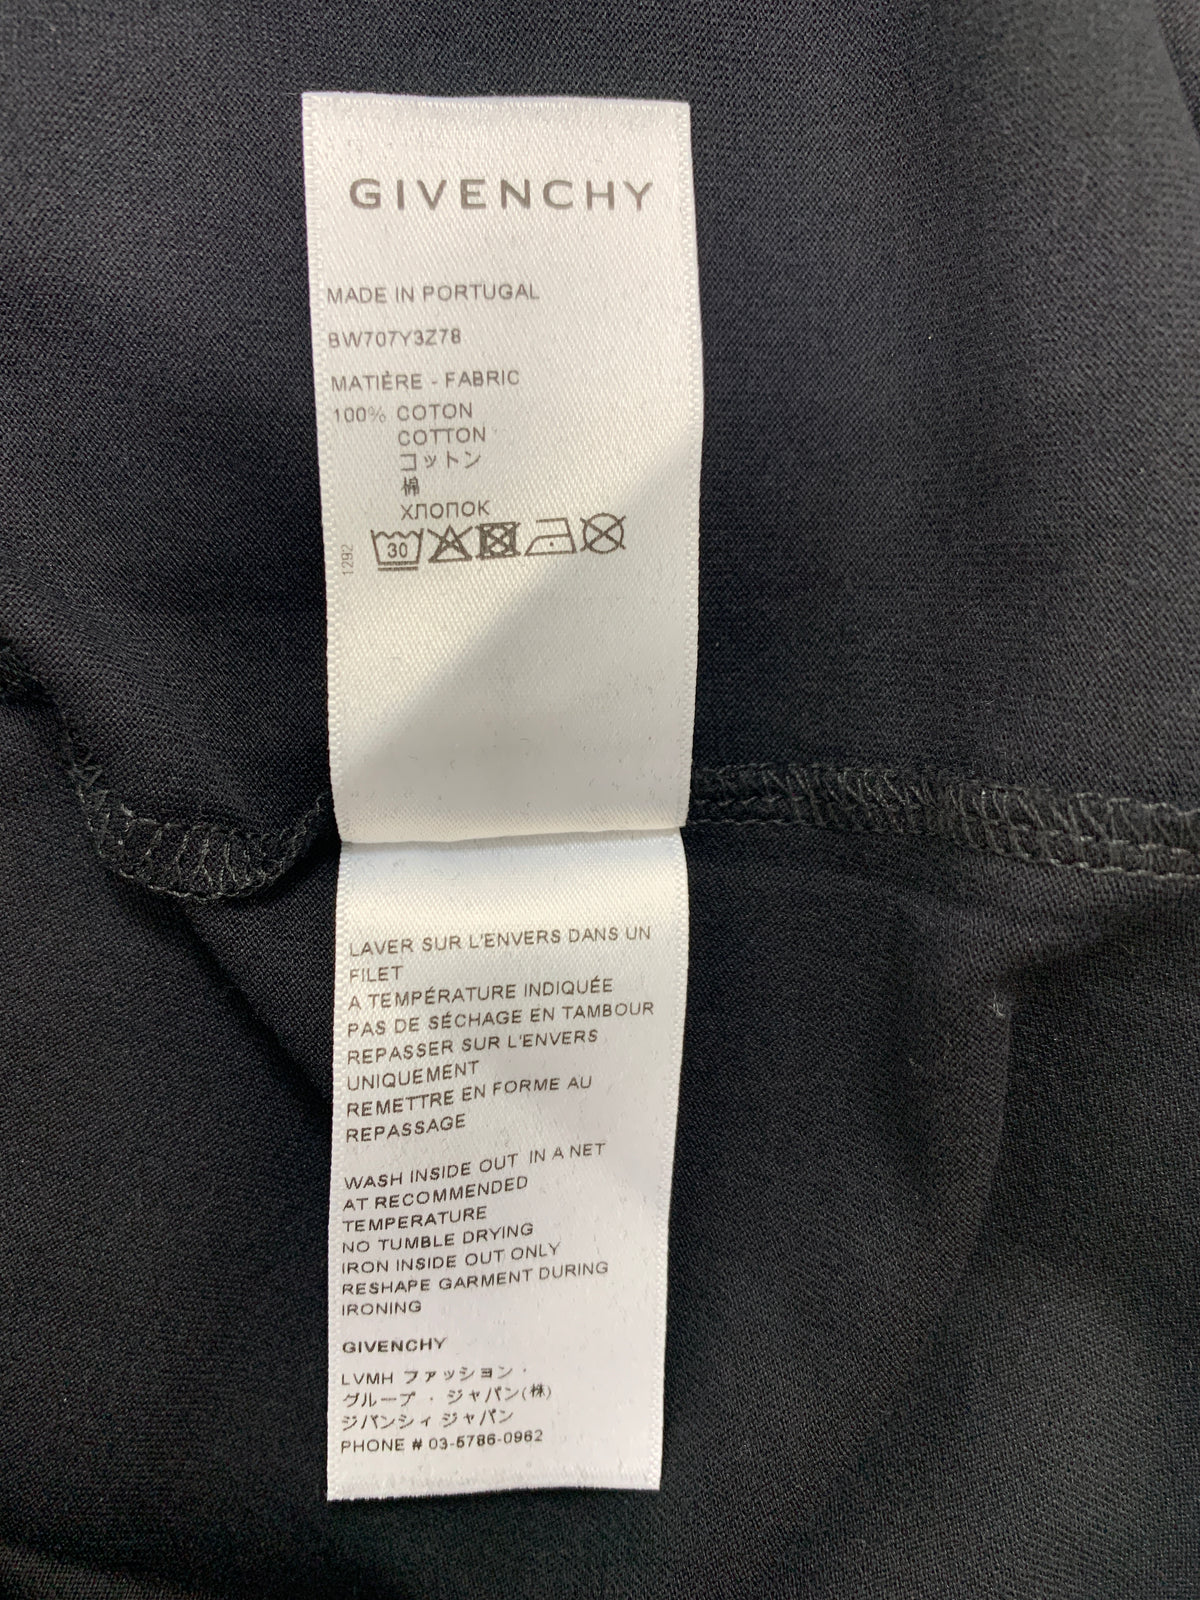 GIVENCHY
MADE IN PORTUGAL
BW707Y3Z78
MATIÈRE - FABRIC
100% COTON
COTTON
コットン
棉
ХЛОПОК
1292
30
LAVER SUR L'ENVERS DANS UN
FILET
A TEMPÉRATURE INDIQUÉE
PAS DE SÉCHAGE EN TAMBOUR
REPASSER SUR L'ENVERS
UNIQUEMENT
REMETTRE EN FORME AU
REPASSAGE
WASH INSIDE OUT IN A NET
AT RECOMMENDED
TEMPERATURE
NO TUMBLE DRYING
IRON INSIDE OUT ONLY
RESHAPE GARMENT DURING
IRONING
GIVENCHY
LVMH ファッション・
グループ・ジャパン(株)
ジバンシィ ジャパン
PHONE # 03-5786-0962